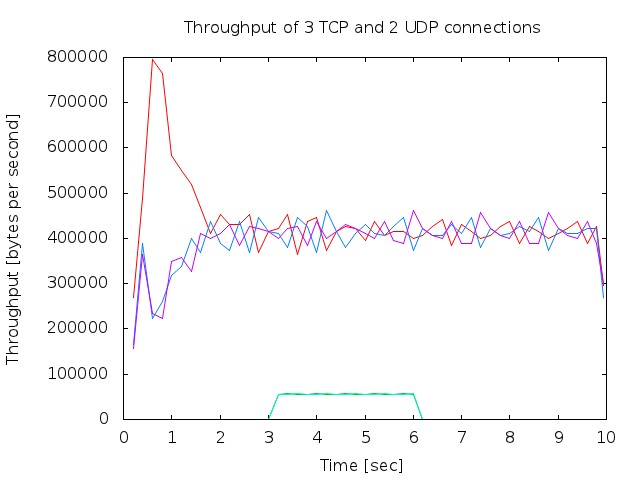 Throughput of 3 TCP and 2 UDP connections
Throughput [bytes per second]
800000
700000
600000
500000
400000
300000
200000
100000
0
0 1 2 3 4 5 6 7 8 9 10
Time [sec]